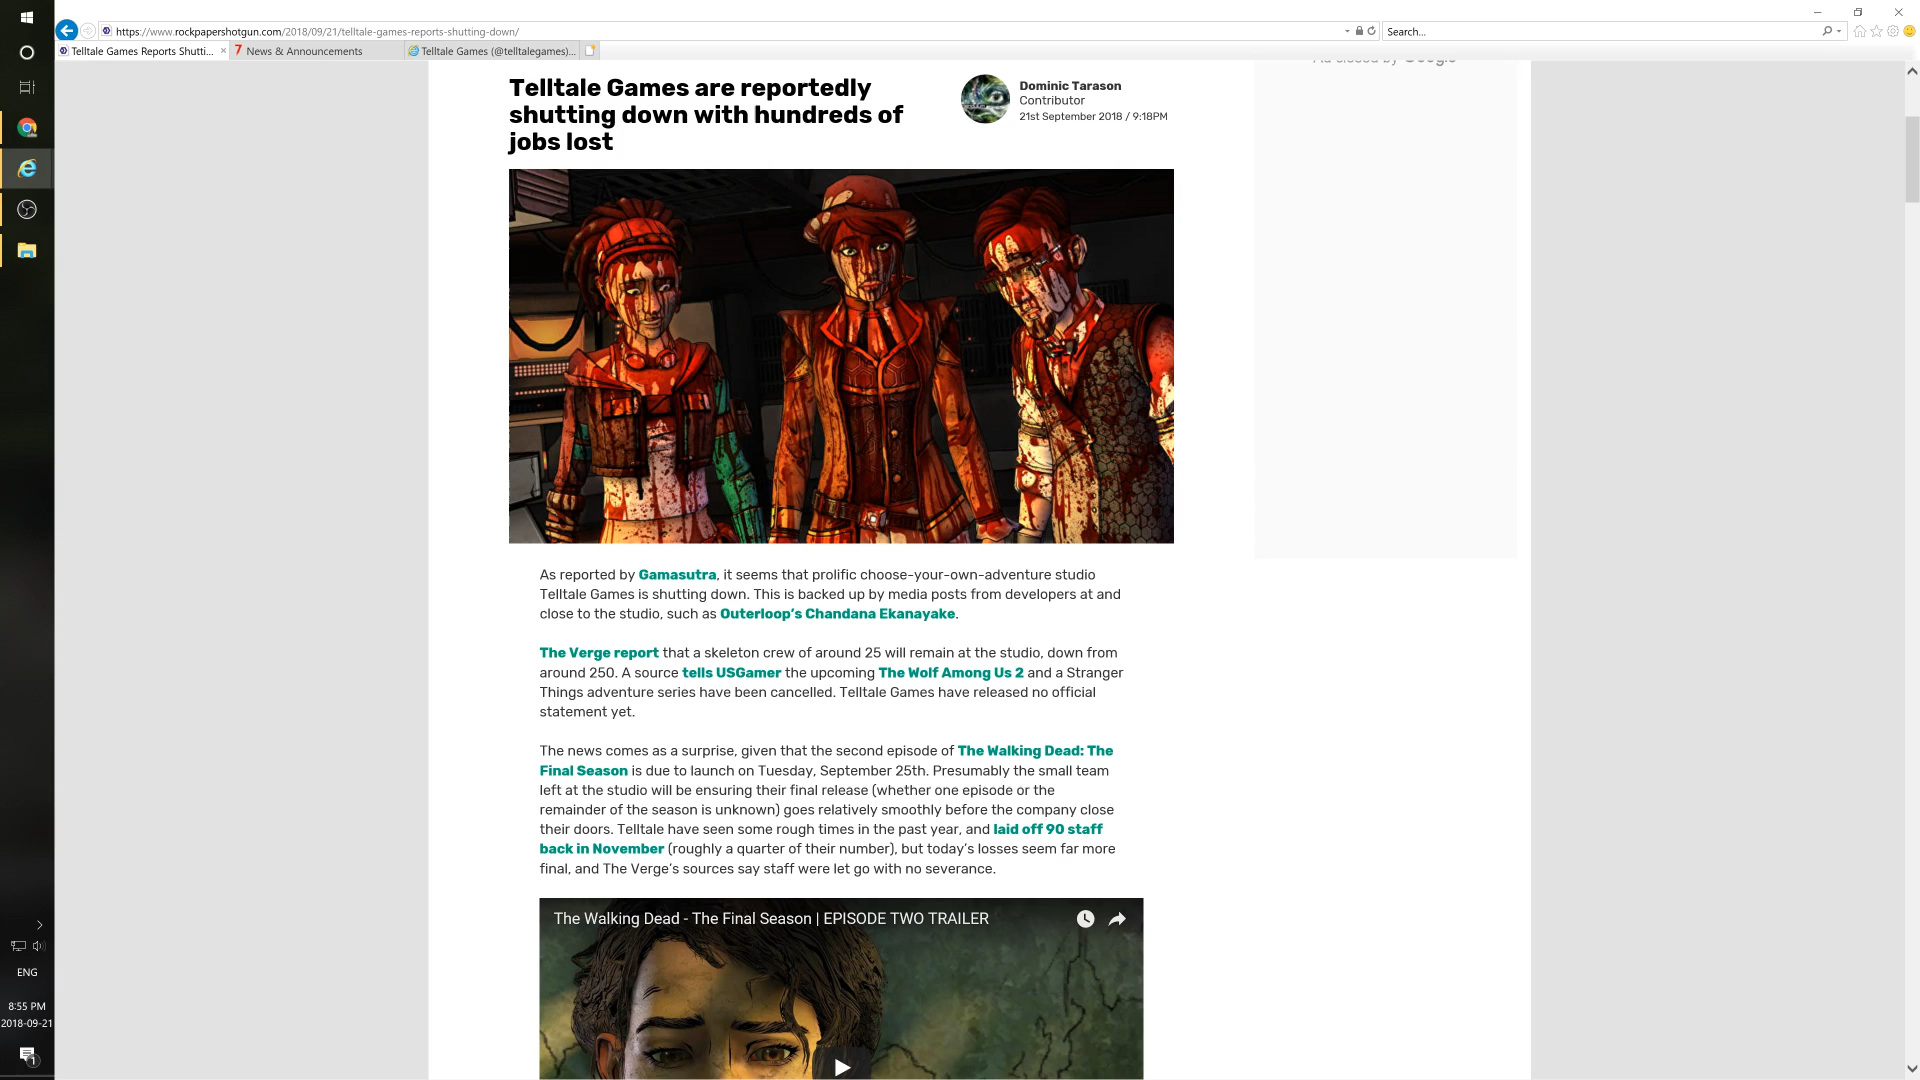 https://www.rockpapershotgun.com/2018/09/21/telltale-games-reports-shutting-down/
Search...
Telltale Games Reports Shutti...
News & Announcements
Telltale Games (@telltalegames)...
Ad closed by Google
Telltale Games are reportedly
shutting down with hundreds of
jobs lost
Dominic Tarason
Contributor
21st September 2018 / 9:18PM
As reported by Gamasutra, it seems that prolific choose-your-own-adventure studio
Telltale Games is shutting down. This is backed up by media posts from developers at and
close to the studio, such as Outerloop’s Chandana Ekanayake.
The Verge report that a skeleton crew of around 25 will remain at the studio, down from
around 250. A source tells USGamer the upcoming The Wolf Among Us 2 and a Stranger
Things adventure series have been cancelled. Telltale Games have released no official
statement yet.
The news comes as a surprise, given that the second episode of The Walking Dead: The
Final Season is due to launch on Tuesday, September 25th. Presumably the small team
left at the studio will be ensuring their final release (whether one episode or the
remainder of the season is unknown) goes relatively smoothly before the company close
their doors. Telltale have seen some rough times in the past year, and laid off 90 staff
back in November (roughly a quarter of their number), but today’s losses seem far more
final, and The Verge’s sources say staff were let go with no severance.
The Walking Dead - The Final Season | EPISODE TWO TRAILER
ENG
8:55 PM
2018-09-21
1